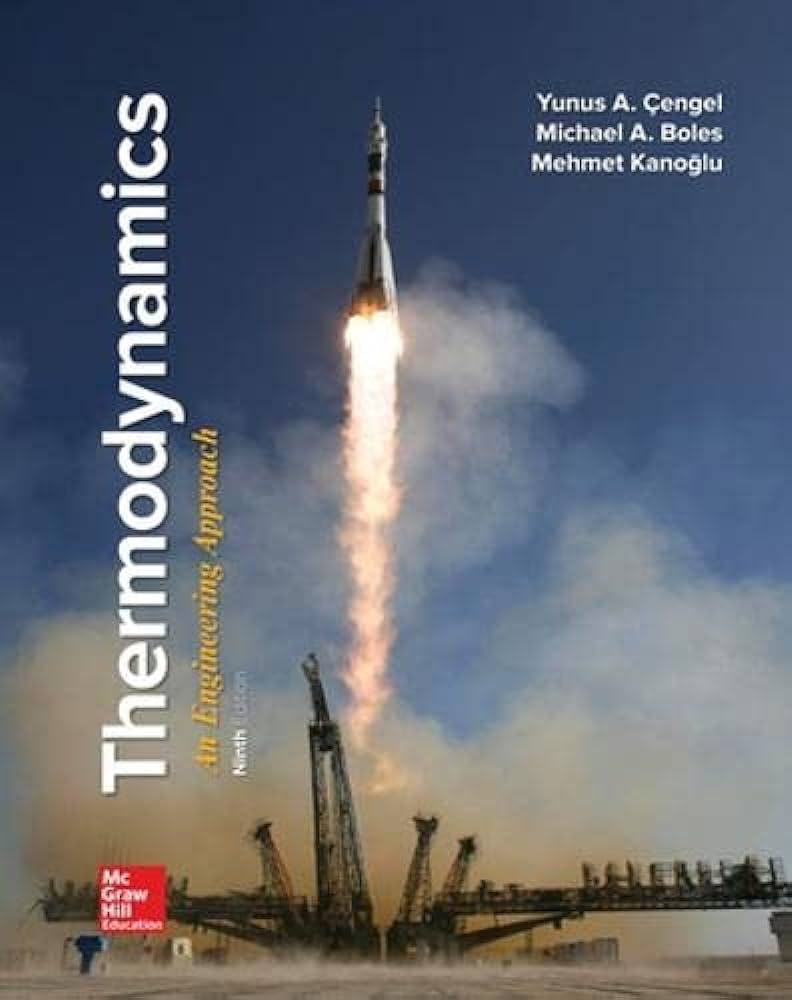 Yunus A. Çengel
Michael A. Boles
Mehmet Kanoğlu
Thermodynamics
An Engineering Approach
Ninth Edition
Mc
Graw
Hill
Education